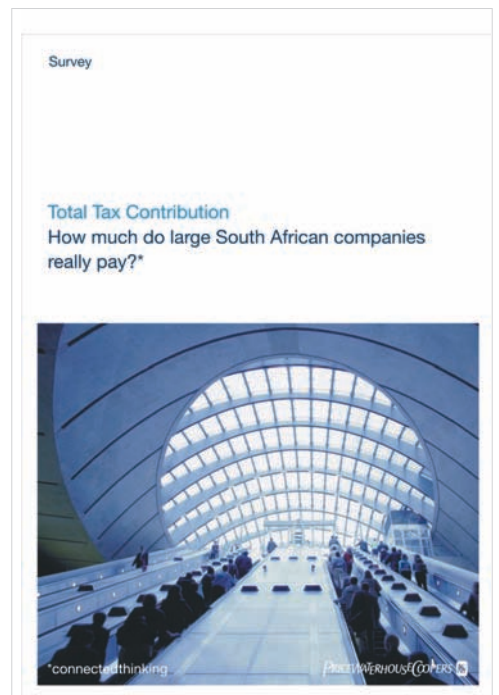 Survey
Total Tax Contribution
How much do large South African companies
really pay?*
*connectedthinking
PRICEWATERHOUSECOOPERS